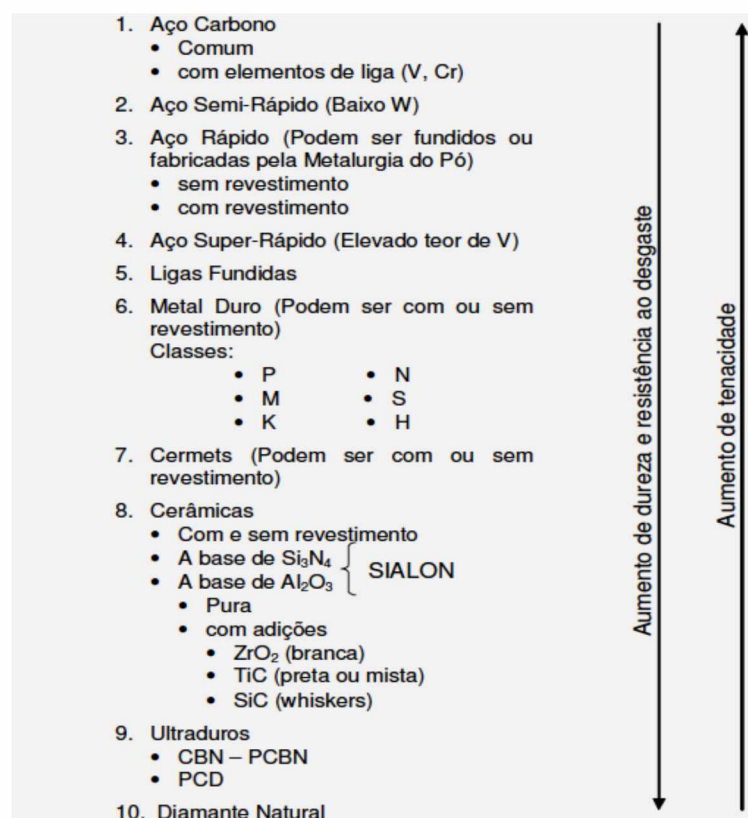 1. Aço Carbono
• Comum
• com elementos de liga (V, Cr)
2. Aço Semi-Rápido (Baixo W)
3. Aço Rápido (Podem ser fundidos ou
fabricadas pela Metalurgia do Pó)
• sem revestimento
• com revestimento
4. Aço Super-Rápido (Elevado teor de V)
5. Ligas Fundidas
6. Metal Duro (Podem ser com ou sem
revestimento)
Classes:
• P • N
• M • S
• K • H
7. Cermets (Podem ser com ou sem
revestimento)
8. Cerâmicas
• Com e sem revestimento
• A base de Si₃N₄
• A base de Al₂O₃
SIALON
• Pura
• com adições
• ZrO₂ (branca)
• TiC (preta ou mista)
• SiC (whiskers)
9. Ultraduros
• CBN – PCBN
• PCD
10. Diamante Natural
Aumento de dureza e resistência ao desgaste
Aumento de tenacidade